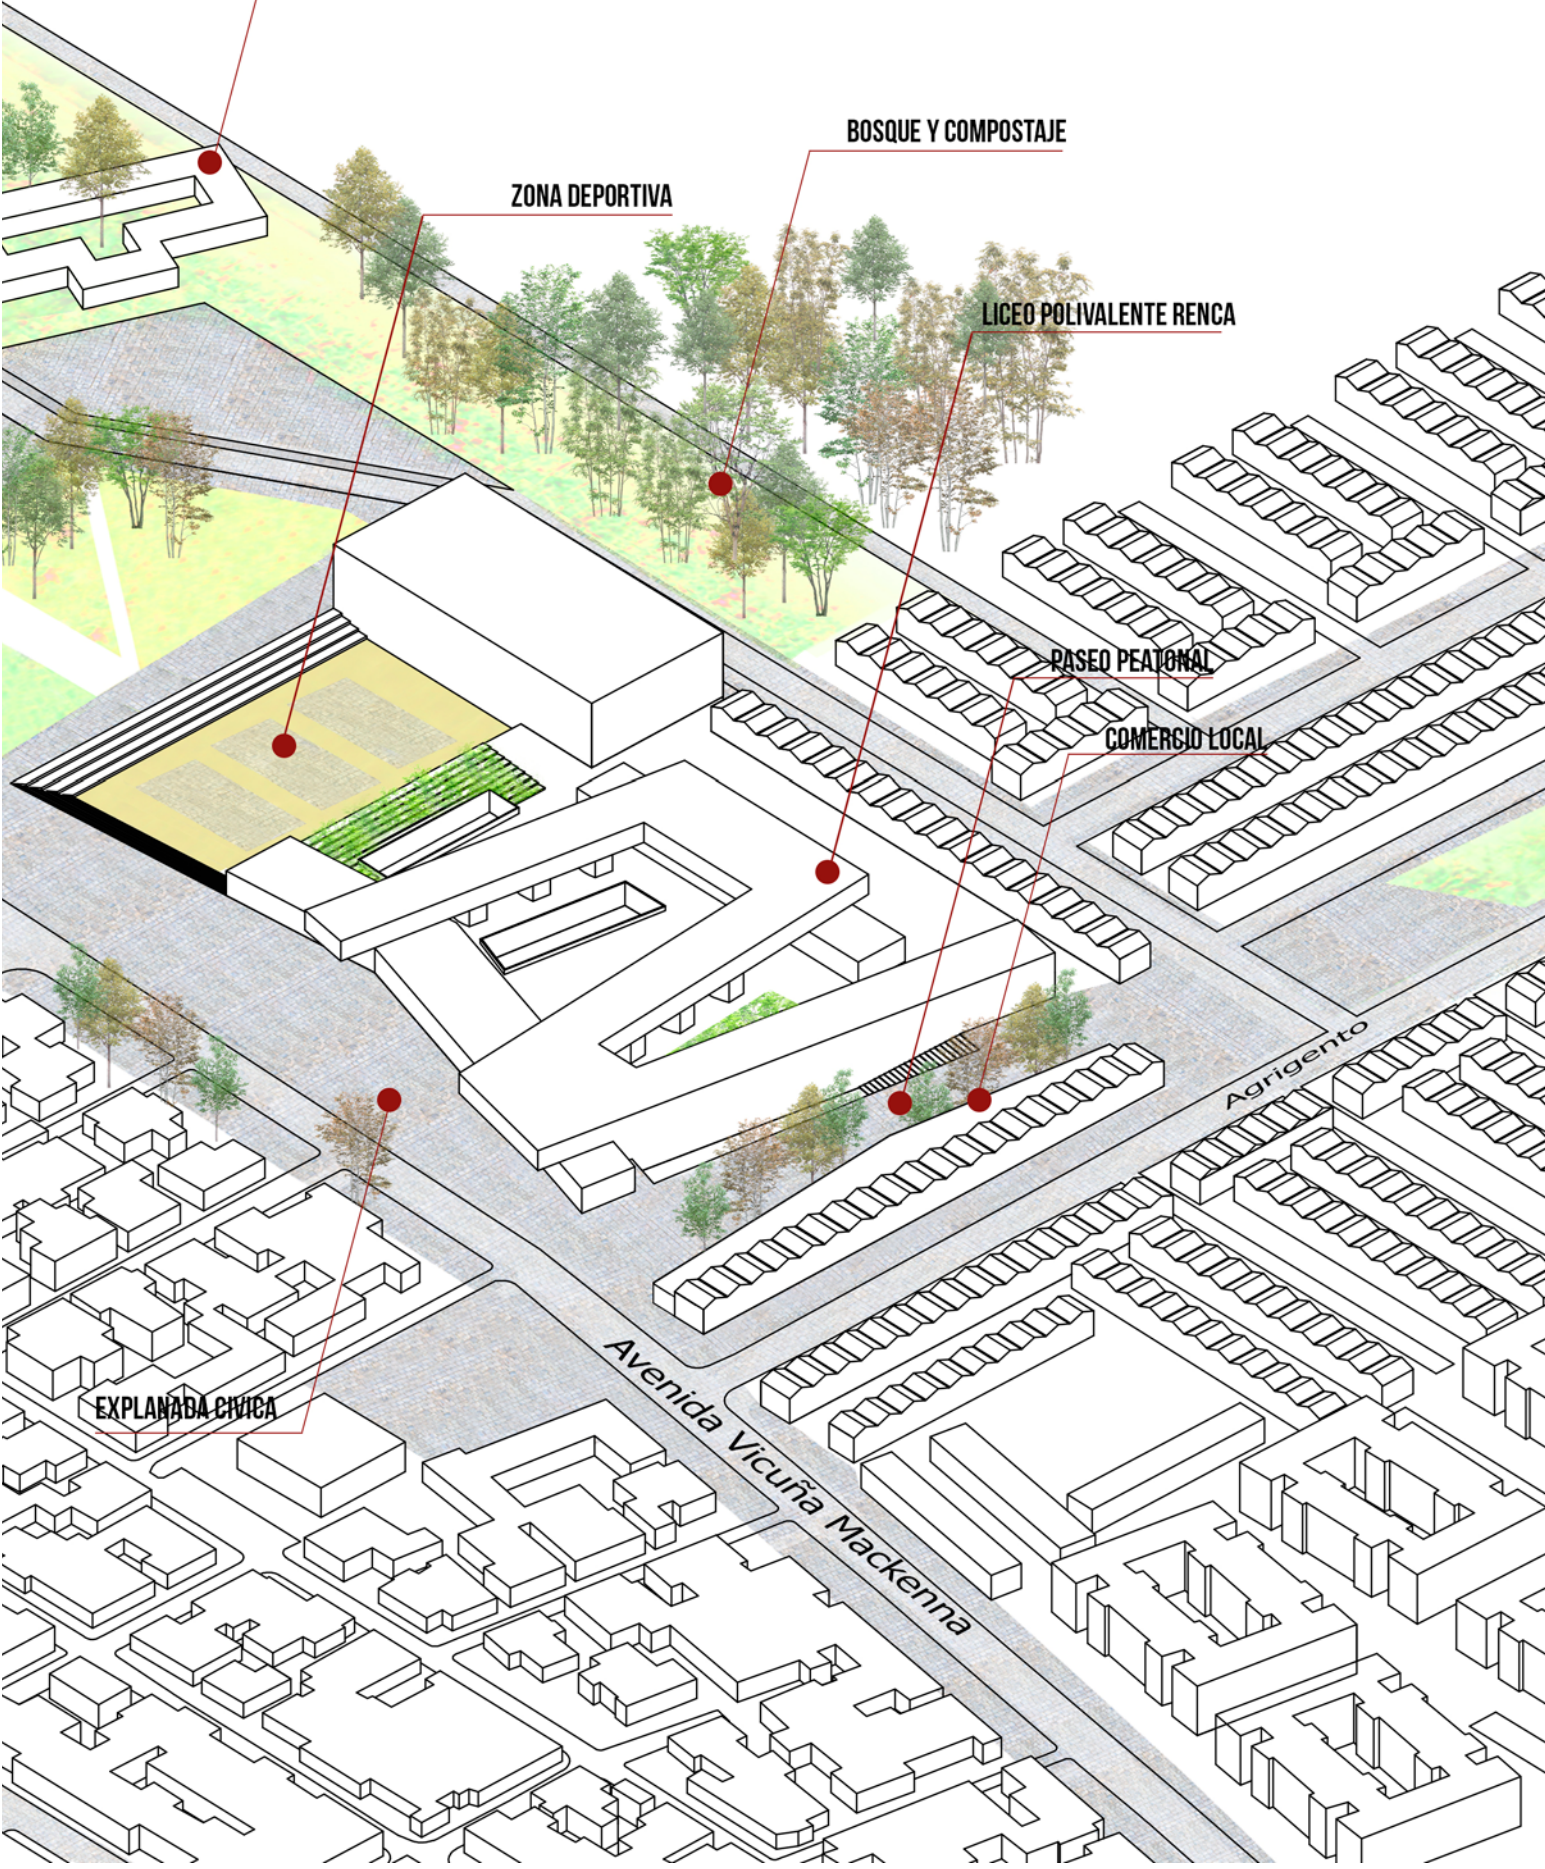 BOSQUE Y COMPOSTAJE
ZONA DEPORTIVA
LICEO POLIVALENTE RENCA
PASEO PEATONAL
COMERCIO LOCAL
Agrigento
Avenida Vicuña Mackenna
EXPLANADA CIVICA